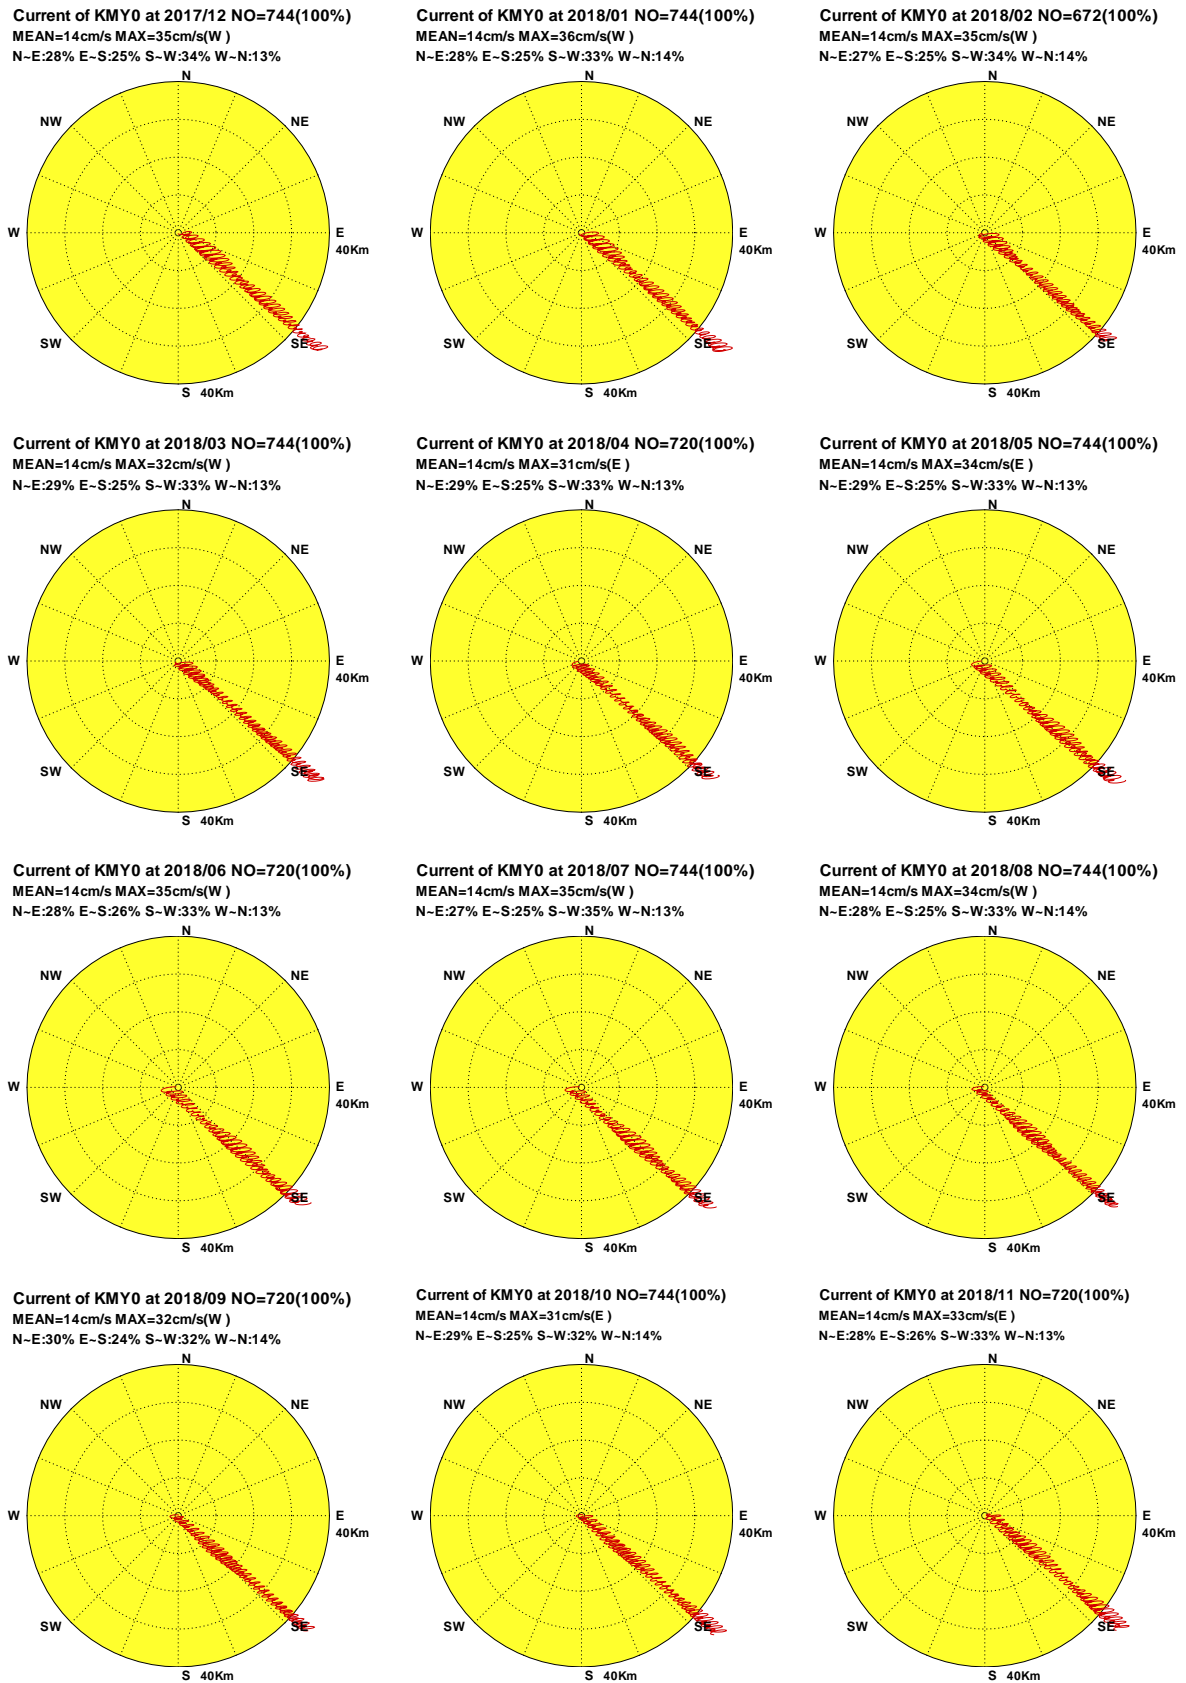 Current of KMY0 at 2017/12 NO=744(100%)
MEAN=14cm/s MAX=35cm/s(W )
N~E:28% E~S:25% S~W:34% W~N:13%
N
NW
NE
W
E
40Km
SW
SE
S 40Km
Current of KMY0 at 2018/01 NO=744(100%)
MEAN=14cm/s MAX=36cm/s(W )
N~E:28% E~S:25% S~W:33% W~N:14%
N
NW
NE
W
E
40Km
SW
SE
S 40Km
Current of KMY0 at 2018/02 NO=672(100%)
MEAN=14cm/s MAX=35cm/s(W )
N~E:27% E~S:25% S~W:34% W~N:14%
N
NW
NE
W
E
40Km
SW
SE
S 40Km
Current of KMY0 at 2018/03 NO=744(100%)
MEAN=14cm/s MAX=32cm/s(W )
N~E:29% E~S:25% S~W:33% W~N:13%
N
NW
NE
W
E
40Km
SW
SE
S 40Km
Current of KMY0 at 2018/04 NO=720(100%)
MEAN=14cm/s MAX=31cm/s(E )
N~E:29% E~S:25% S~W:33% W~N:13%
N
NW
NE
W
E
40Km
SW
SE
S 40Km
Current of KMY0 at 2018/05 NO=744(100%)
MEAN=14cm/s MAX=34cm/s(E )
N~E:29% E~S:25% S~W:33% W~N:13%
N
NW
NE
W
E
40Km
SW
SE
S 40Km
Current of KMY0 at 2018/06 NO=720(100%)
MEAN=14cm/s MAX=35cm/s(W )
N~E:28% E~S:26% S~W:33% W~N:13%
N
NW
NE
W
E
40Km
SW
SE
S 40Km
Current of KMY0 at 2018/07 NO=744(100%)
MEAN=14cm/s MAX=35cm/s(W )
N~E:27% E~S:25% S~W:35% W~N:13%
N
NW
NE
W
E
40Km
SW
SE
S 40Km
Current of KMY0 at 2018/08 NO=744(100%)
MEAN=14cm/s MAX=34cm/s(W )
N~E:28% E~S:25% S~W:33% W~N:14%
N
NW
NE
W
E
40Km
SW
SE
S 40Km
Current of KMY0 at 2018/09 NO=720(100%)
MEAN=14cm/s MAX=32cm/s(W )
N~E:30% E~S:24% S~W:32% W~N:14%
N
NW
NE
W
E
40Km
SW
SE
S 40Km
Current of KMY0 at 2018/10 NO=744(100%)
MEAN=14cm/s MAX=31cm/s(E )
N~E:29% E~S:25% S~W:32% W~N:14%
N
NW
NE
W
E
40Km
SW
SE
S 40Km
Current of KMY0 at 2018/11 NO=720(100%)
MEAN=14cm/s MAX=33cm/s(E )
N~E:28% E~S:26% S~W:33% W~N:13%
N
NW
NE
W
E
40Km
SW
SE
S 40Km